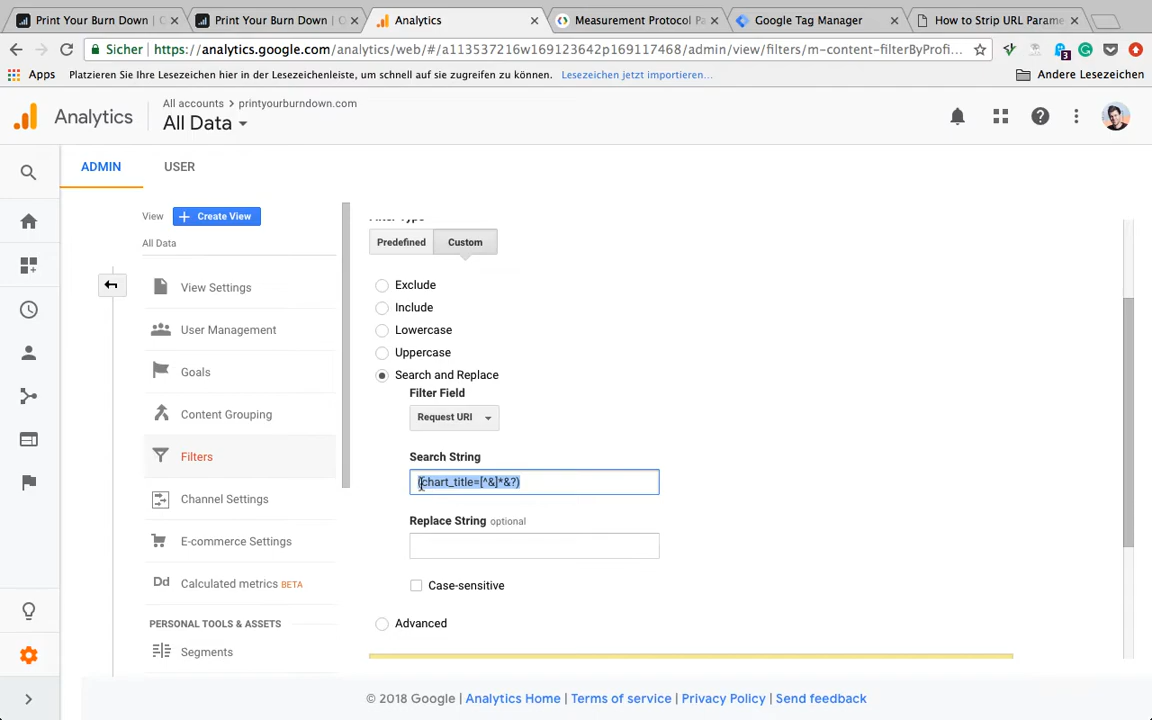 Print Your Burn Down | C
Print Your Burn Down | C
Analytics
Measurement Protocol Pa
Google Tag Manager
How to Strip URL Parame
Sicher | https://analytics.google.com/analytics/web/#/a113537216w169123642p169117468/admin/view/filters/m-content-filterByProfi...
3
Apps Platzieren Sie Ihre Lesezeichen hier in der Lesezeichenleiste, um schnell auf sie zugreifen zu können. Lesezeichen jetzt importieren... Andere Lesezeichen
Analytics
All accounts > printyourburndown.com
All Data
ADMIN USER
View + Create View
All Data
View Settings
User Management
Goals
Content Grouping
Filters
Channel Settings
E-commerce Settings
Dd Calculated metrics BETA
PERSONAL TOOLS & ASSETS
Segments
Filter Type
Predefined Custom
Exclude
Include
Lowercase
Uppercase
Search and Replace
Filter Field
Request URI
Search String
(chart_title=[^&]*&?)
Replace String optional
Case-sensitive
Advanced
© 2018 Google | Analytics Home | Terms of service | Privacy Policy | Send feedback